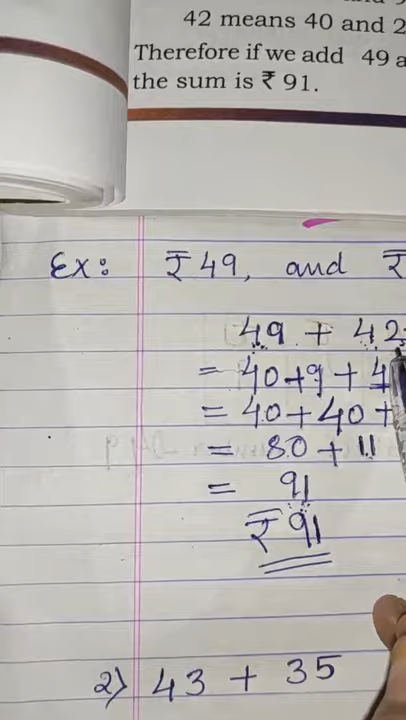 42 means 40 and 2
Therefore if we add 49 a
the sum is ₹ 91.
Ex: ₹ 49, and ₹
49 + 42
= 40+9 + 4
= 40+40+
= 80 + 11
= 91
₹ 91
2) 43 + 35